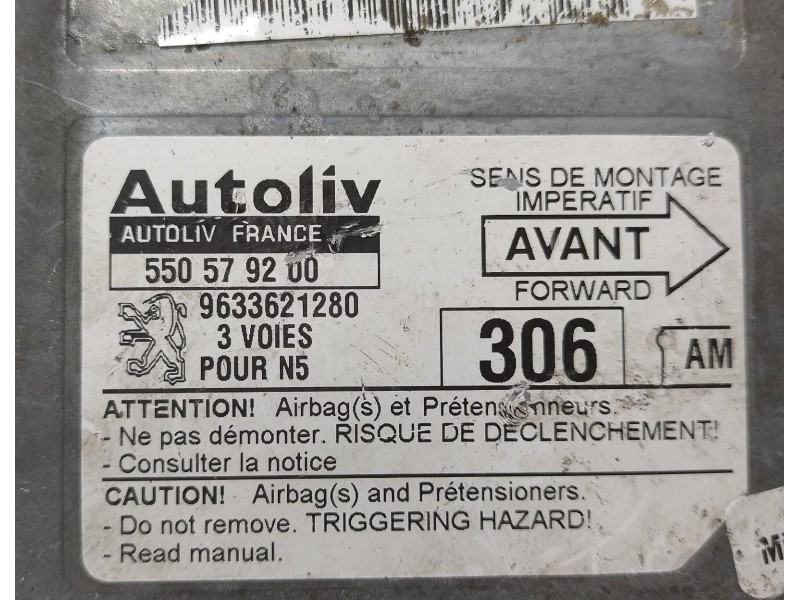 Autoliv
AUTOLIV FRANCE
550 57 92 00
9633621280
3 VOIES
POUR N5
SENS DE MONTAGE
IMPERATIF
AVANT
FORWARD
306
AM
ATTENTION! Airbag(s) et Prétensionneurs.
- Ne pas démonter. RISQUE DE DECLENCHEMENT!
- Consulter la notice
CAUTION! Airbag(s) and Prétensioners.
- Do not remove. TRIGGERING HAZARD!
- Read manual.